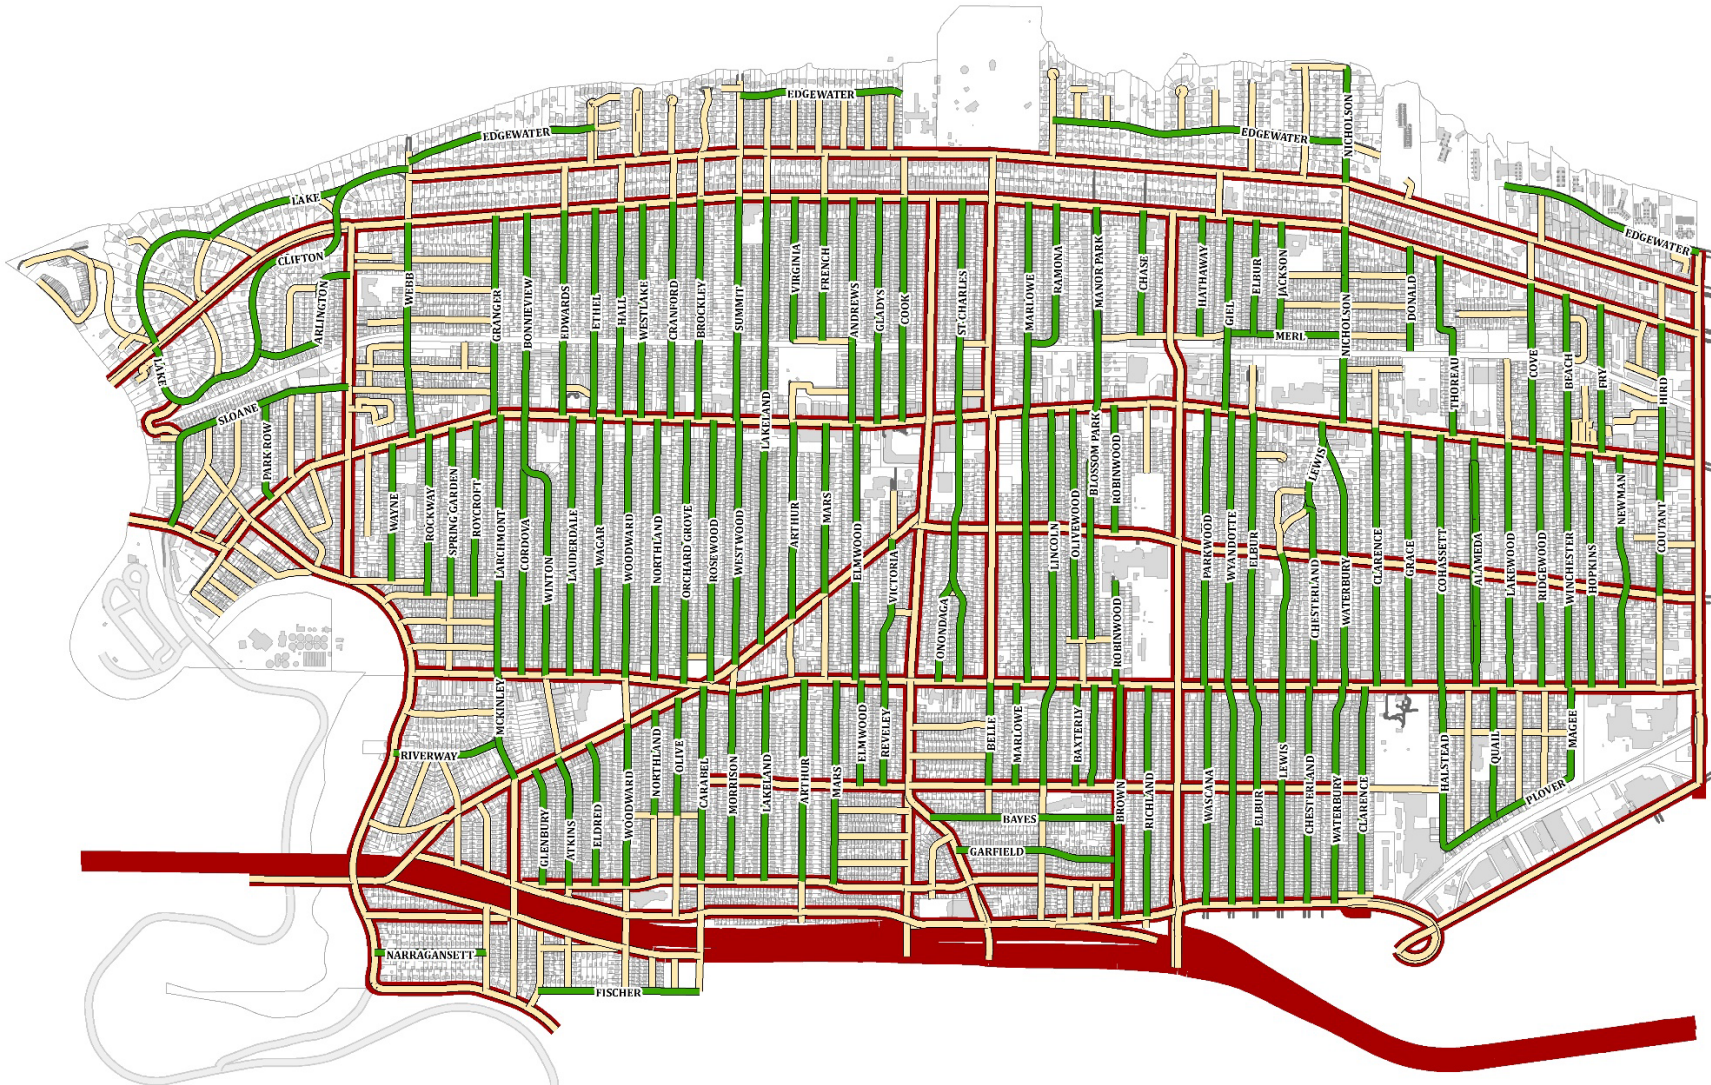 EDGEWATER
NICHOLSON
EDGEWATER
EDGEWATER
LAKE
EDGEWATER
CLIFTON
ARLINGTON
WEBB
GRANGER
BONNIEVIEW
EDWARDS
ETHEL
HALL
WESTLAKE
CRANFORD
BROCKLEY
SUMMIT
LAKELAND
VIRGINIA
FRENCH
ANDREWS
GLADYS
COOK
ST CHARLES
MARLOWE
RAMONA
MANOR PARK
CHASE
HATHAWAY
GIEL
ELBUR
JACKSON
MERL
NICHOLSON
DONALD
THOREAU
COVE
BEACH
FRY
HIRD
LAKE
SLOANE
PARKROW
WAYNE
ROCKWAY
SPRING GARDEN
ROYCROFT
LARCHMONT
CORDOVA
WINTON
LAUDERDALE
WAGAR
WOODWARD
NORTHLAND
ORCHARD GROVE
ROSEWOOD
WESTWOOD
ARTHUR
MARS
ELMWOOD
VICTORIA
ONONDAGA
LINCOLN
OLIVEWOOD
BLOSSOM PARK
ROBINWOOD
ROBINWOOD
PARKWOOD
WYANDOTTE
ELBUR
LEWIS
CHESTERLAND
WATERBURY
CLARENCE
GRACE
COHASSETT
ALAMEDA
LAKEWOOD
RIDGEWOOD
WINCHESTER
HOPKINS
NEWMAN
COUTANT
MCKINLEY
RIVERWAY
GLENBURY
ATKINS
ELDRED
WOODWARD
NORTHLAND
OLIVE
CARABEL
MORRISON
LAKELAND
ARTHUR
MARS
ELMWOOD
REVELEY
BELLE
MARLOWE
BAXTERLY
BROWN
RICHLAND
WASCANA
ELBUR
LEWIS
CHESTERLAND
WATERBURY
CLARENCE
HALSTEAD
QUAIL
MAGEE
PLOVER
BAYES
GARFIELD
NARRAGANSETT
FISCHER